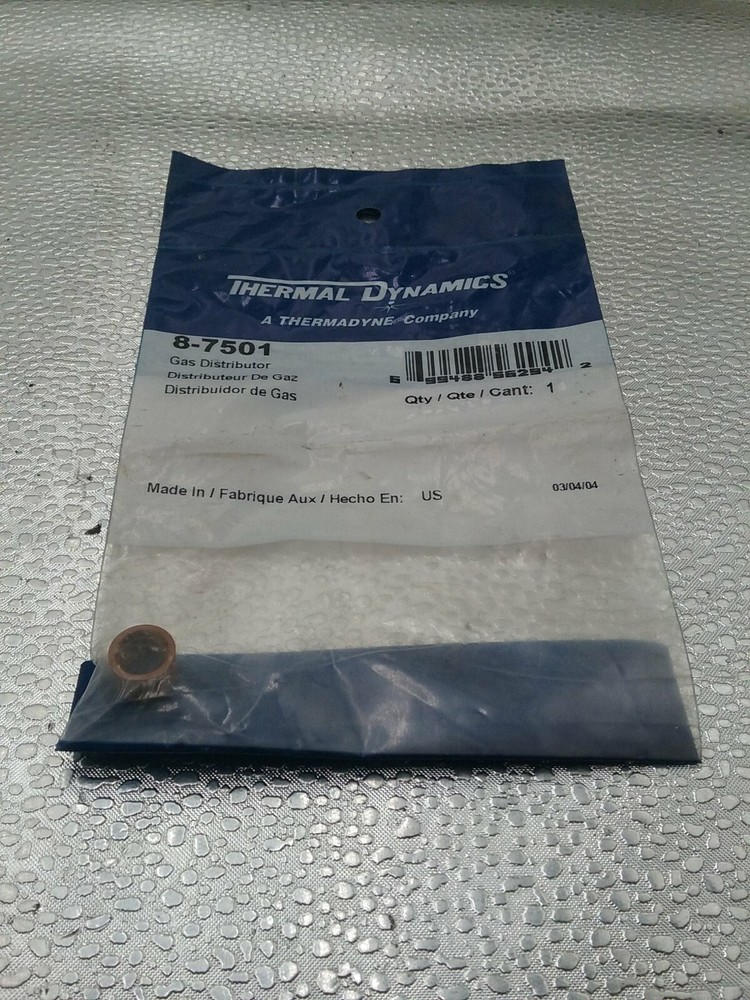 THERMAL DYNAMICS
A THERMADYNE Company
8-7501
Gas Distributor
Distributeur De Gaz
Distribuidor de Gas
Qty / Qte / Cant: 1
Made In / Fabrique Aux / Hecho En: US
03/04/04